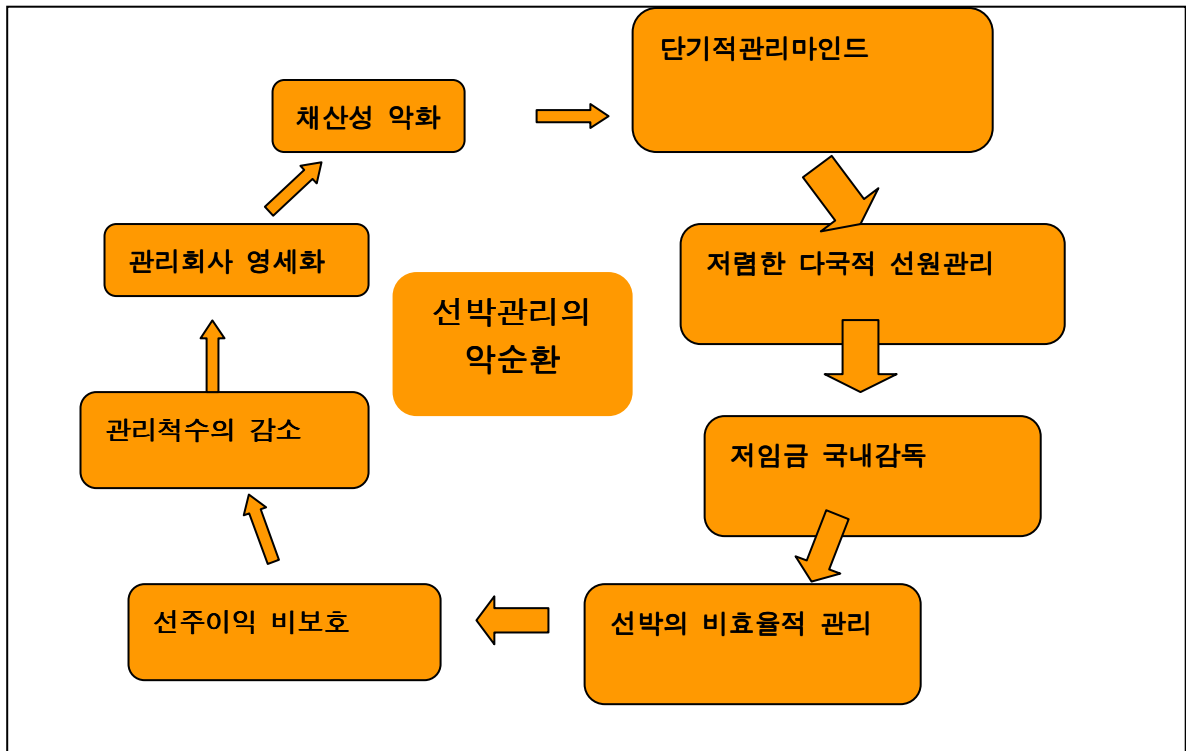 단기적관리마인드
채산성 악화
관리회사 영세화
저렴한 다국적 선원관리
선박관리의
악순환
관리척수의 감소
저임금 국내감독
선주이익 비보호
선박의 비효율적 관리